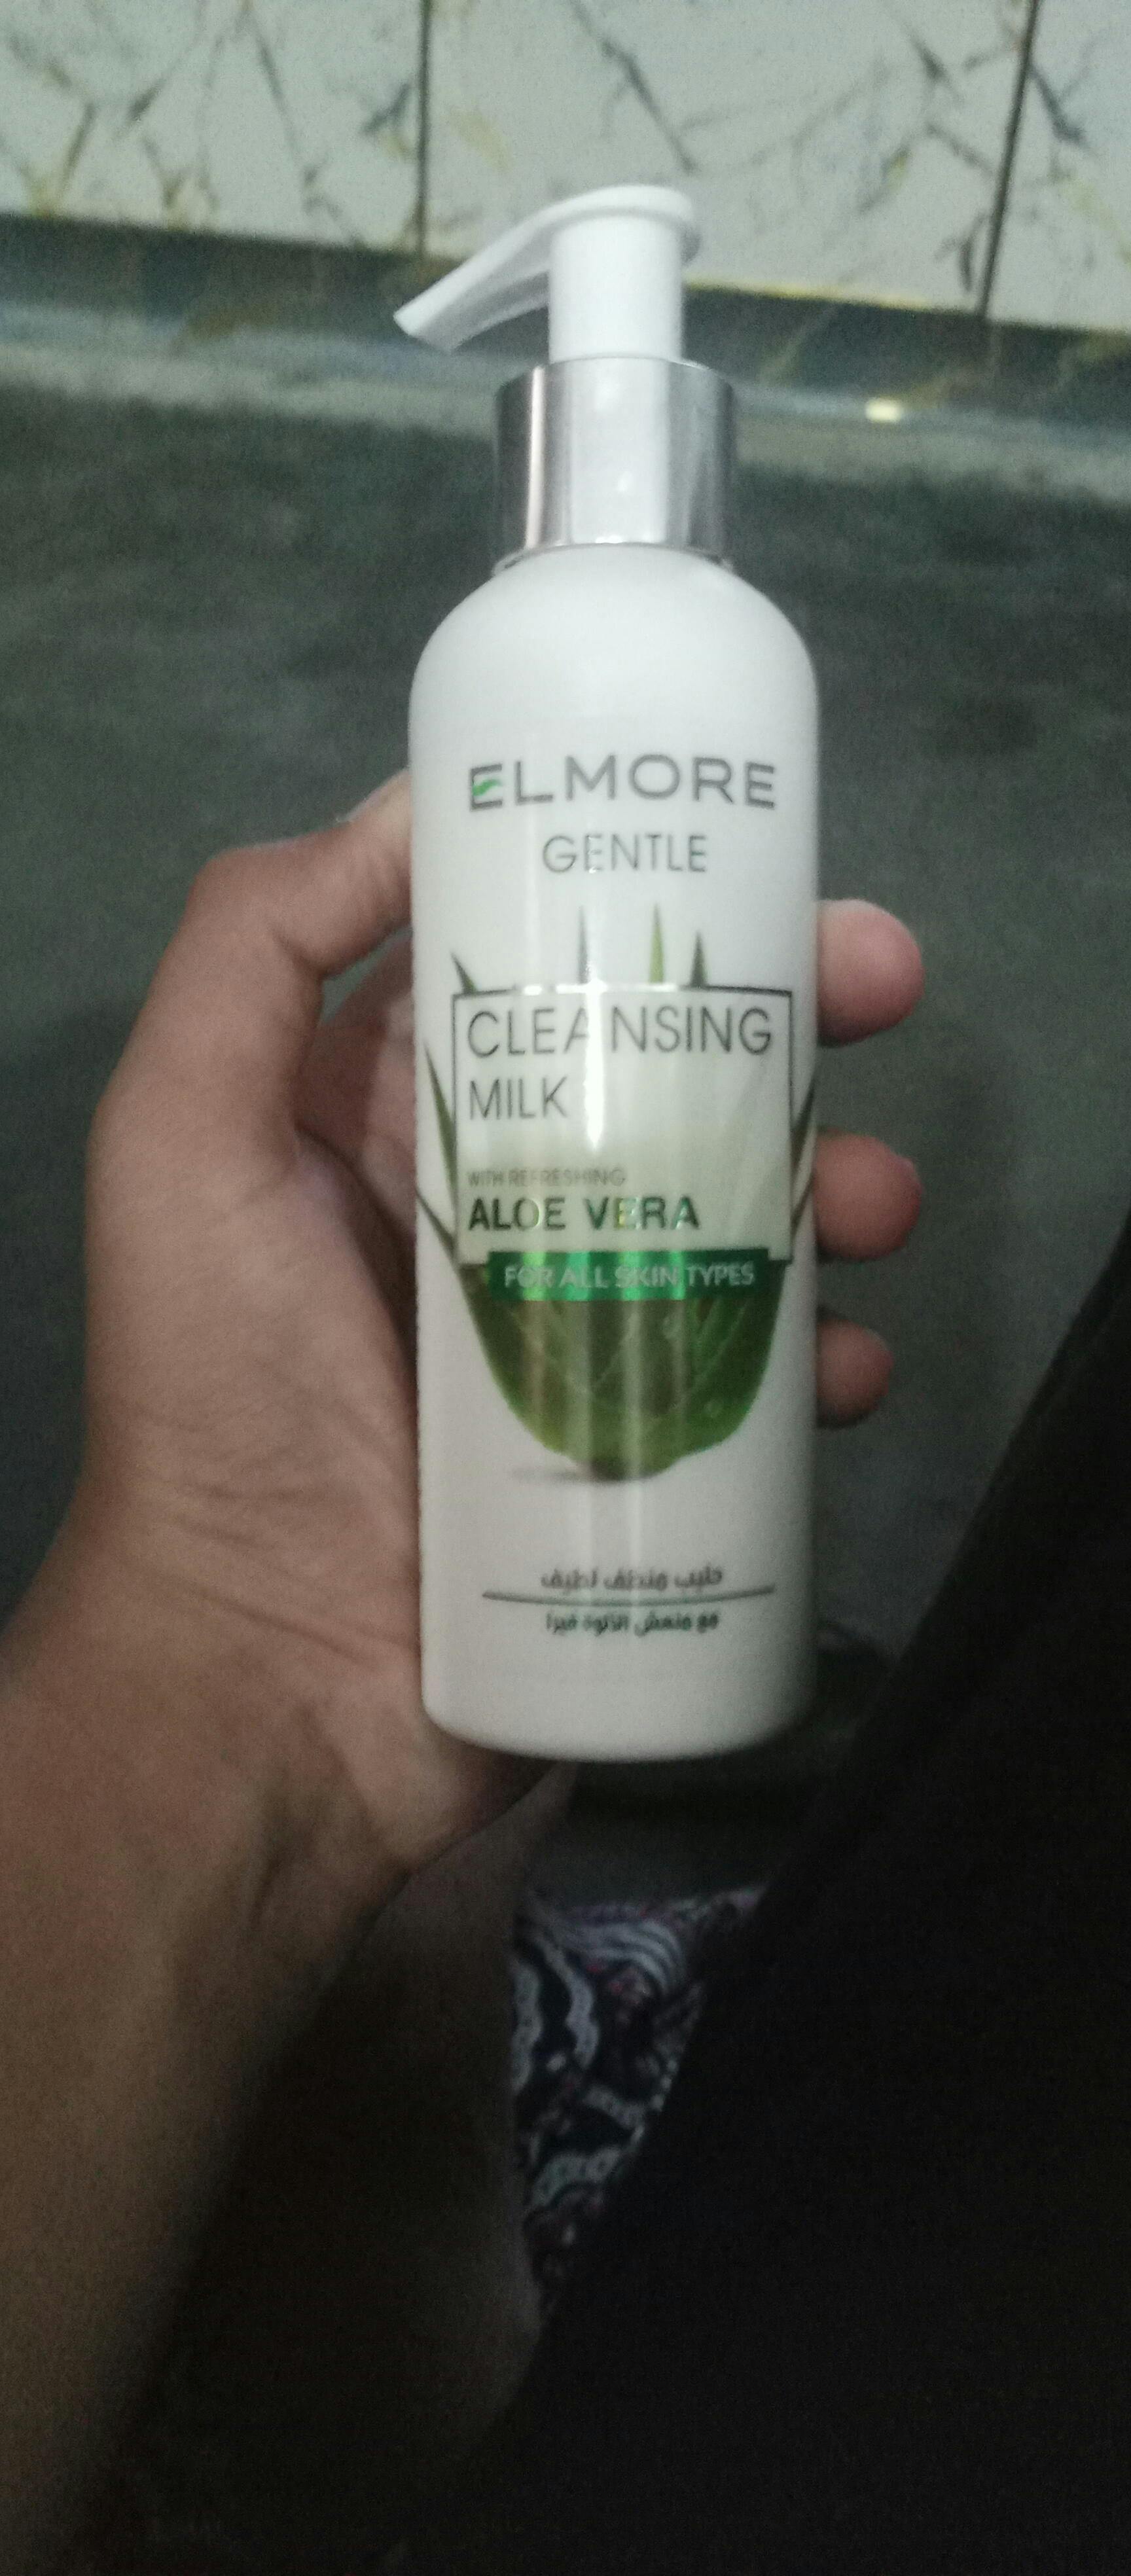 ELMORE
GENTLE
CLEANSING
MILK
WITH REFRESHING
ALOE VERA
FOR ALL SKIN TYPES
حليب منظف لطيف
مع منعش الألوة فيرا